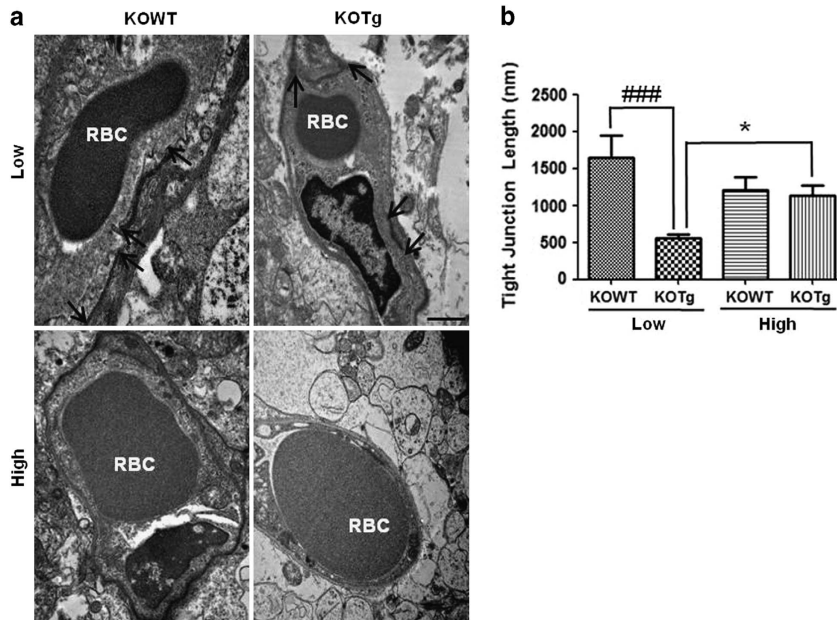 a
KOWT KOTg
Low
RBC
RBC
High
RBC
RBC
b
Tight Junction Length (nm)
2500
2000
1500
1000
500
0
###
*
KOWT KOTg KOWT KOTg
Low High